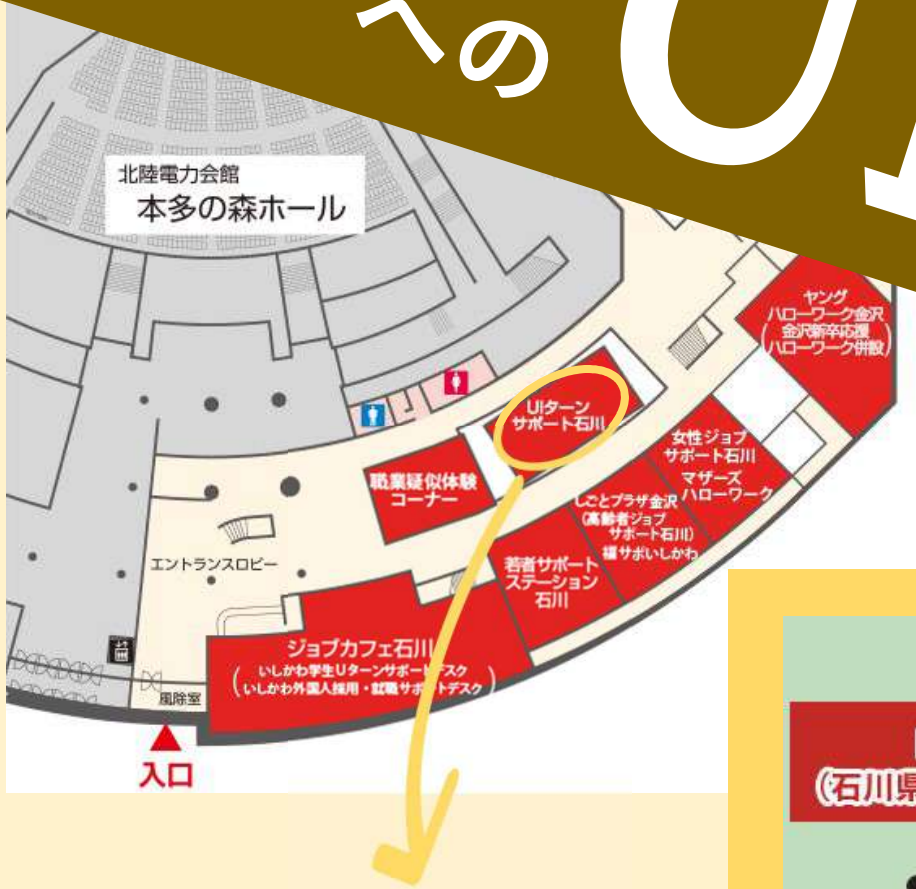 への U
北陸電力会館
本多の森ホール
ヤング
ハローワーク金沢
(金沢新卒応援
ハローワーク併設)
UIターン
サポート石川
女性ジョブ
サポート石川
マザーズ
ハローワーク
職業疑似体験
コーナー
しごとプラザ金沢
(高齢者ジョブ
サポート石川)
福サポいしかわ
若者サポート
ステーション
石川
エントランスロビー
ジョブカフェ石川
(いしかわ学生Uターンサポートデスク
いしかわ外国人採用・就職サポートデスク)
風除室
入口
(石川県